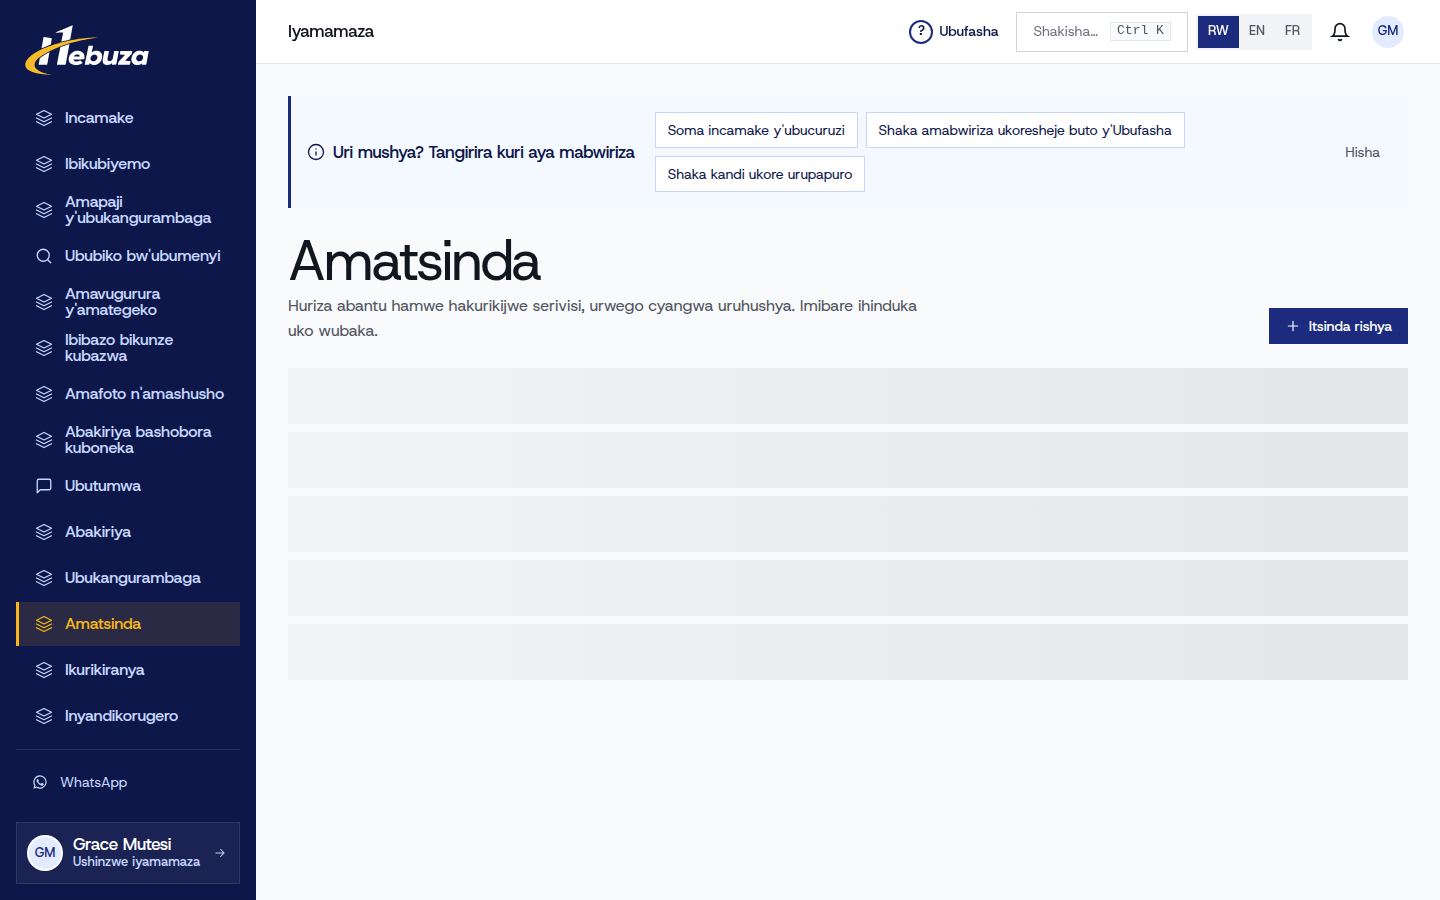 Hebuza
Incamake
Ibikubiyemo
Amapaji
y'ubukangurambaga
Ububiko bw'ubumenyi
Amavugurura
y'amategeko
Ibibazo bikunze
kubazwa
Amafoto n'amashusho
Abakiriya bashobora
kuboneka
Ubutumwa
Abakiriya
Ubukangurambaga
Amatsinda
Ikurikiranya
Inyandikorugero
WhatsApp
GM
Grace Mutesi
Ushinzwe iyamamaza
Iyamamaza
? Ubufasha
Shakisha... Ctrl K
RW EN FR
GM
Uri mushya? Tangirira kuri aya mabwiriza
Soma incamake y'ubucuruzi
Shaka amabwiriza ukoresheje buto y'Ubufasha
Shaka kandi ukore urupapuro
Hisha
Amatsinda
Huriza abantu hamwe hakurikijwe serivisi, urwego cyangwa uruhushya. Imibare ihinduka
uko wubaka.
Itsinda rishya